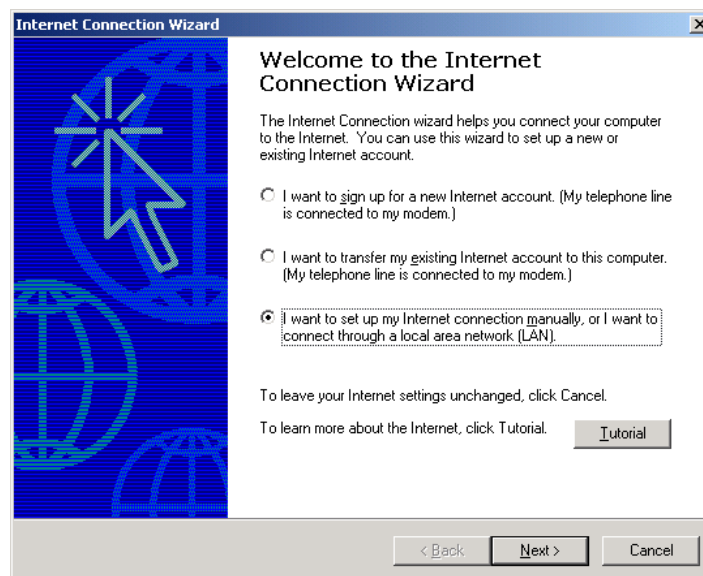 Internet Connection Wizard
Welcome to the Internet
Connection Wizard
The Internet Connection wizard helps you connect your computer
to the Internet. You can use this wizard to set up a new or
existing Internet account.
I want to sign up for a new Internet account. (My telephone line
is connected to my modem.)
I want to transfer my existing Internet account to this computer.
(My telephone line is connected to my modem.)
I want to set up my Internet connection manually, or I want to
connect through a local area network (LAN).
To leave your Internet settings unchanged, click Cancel.
To learn more about the Internet, click Tutorial.
Tutorial
< Back
Next >
Cancel